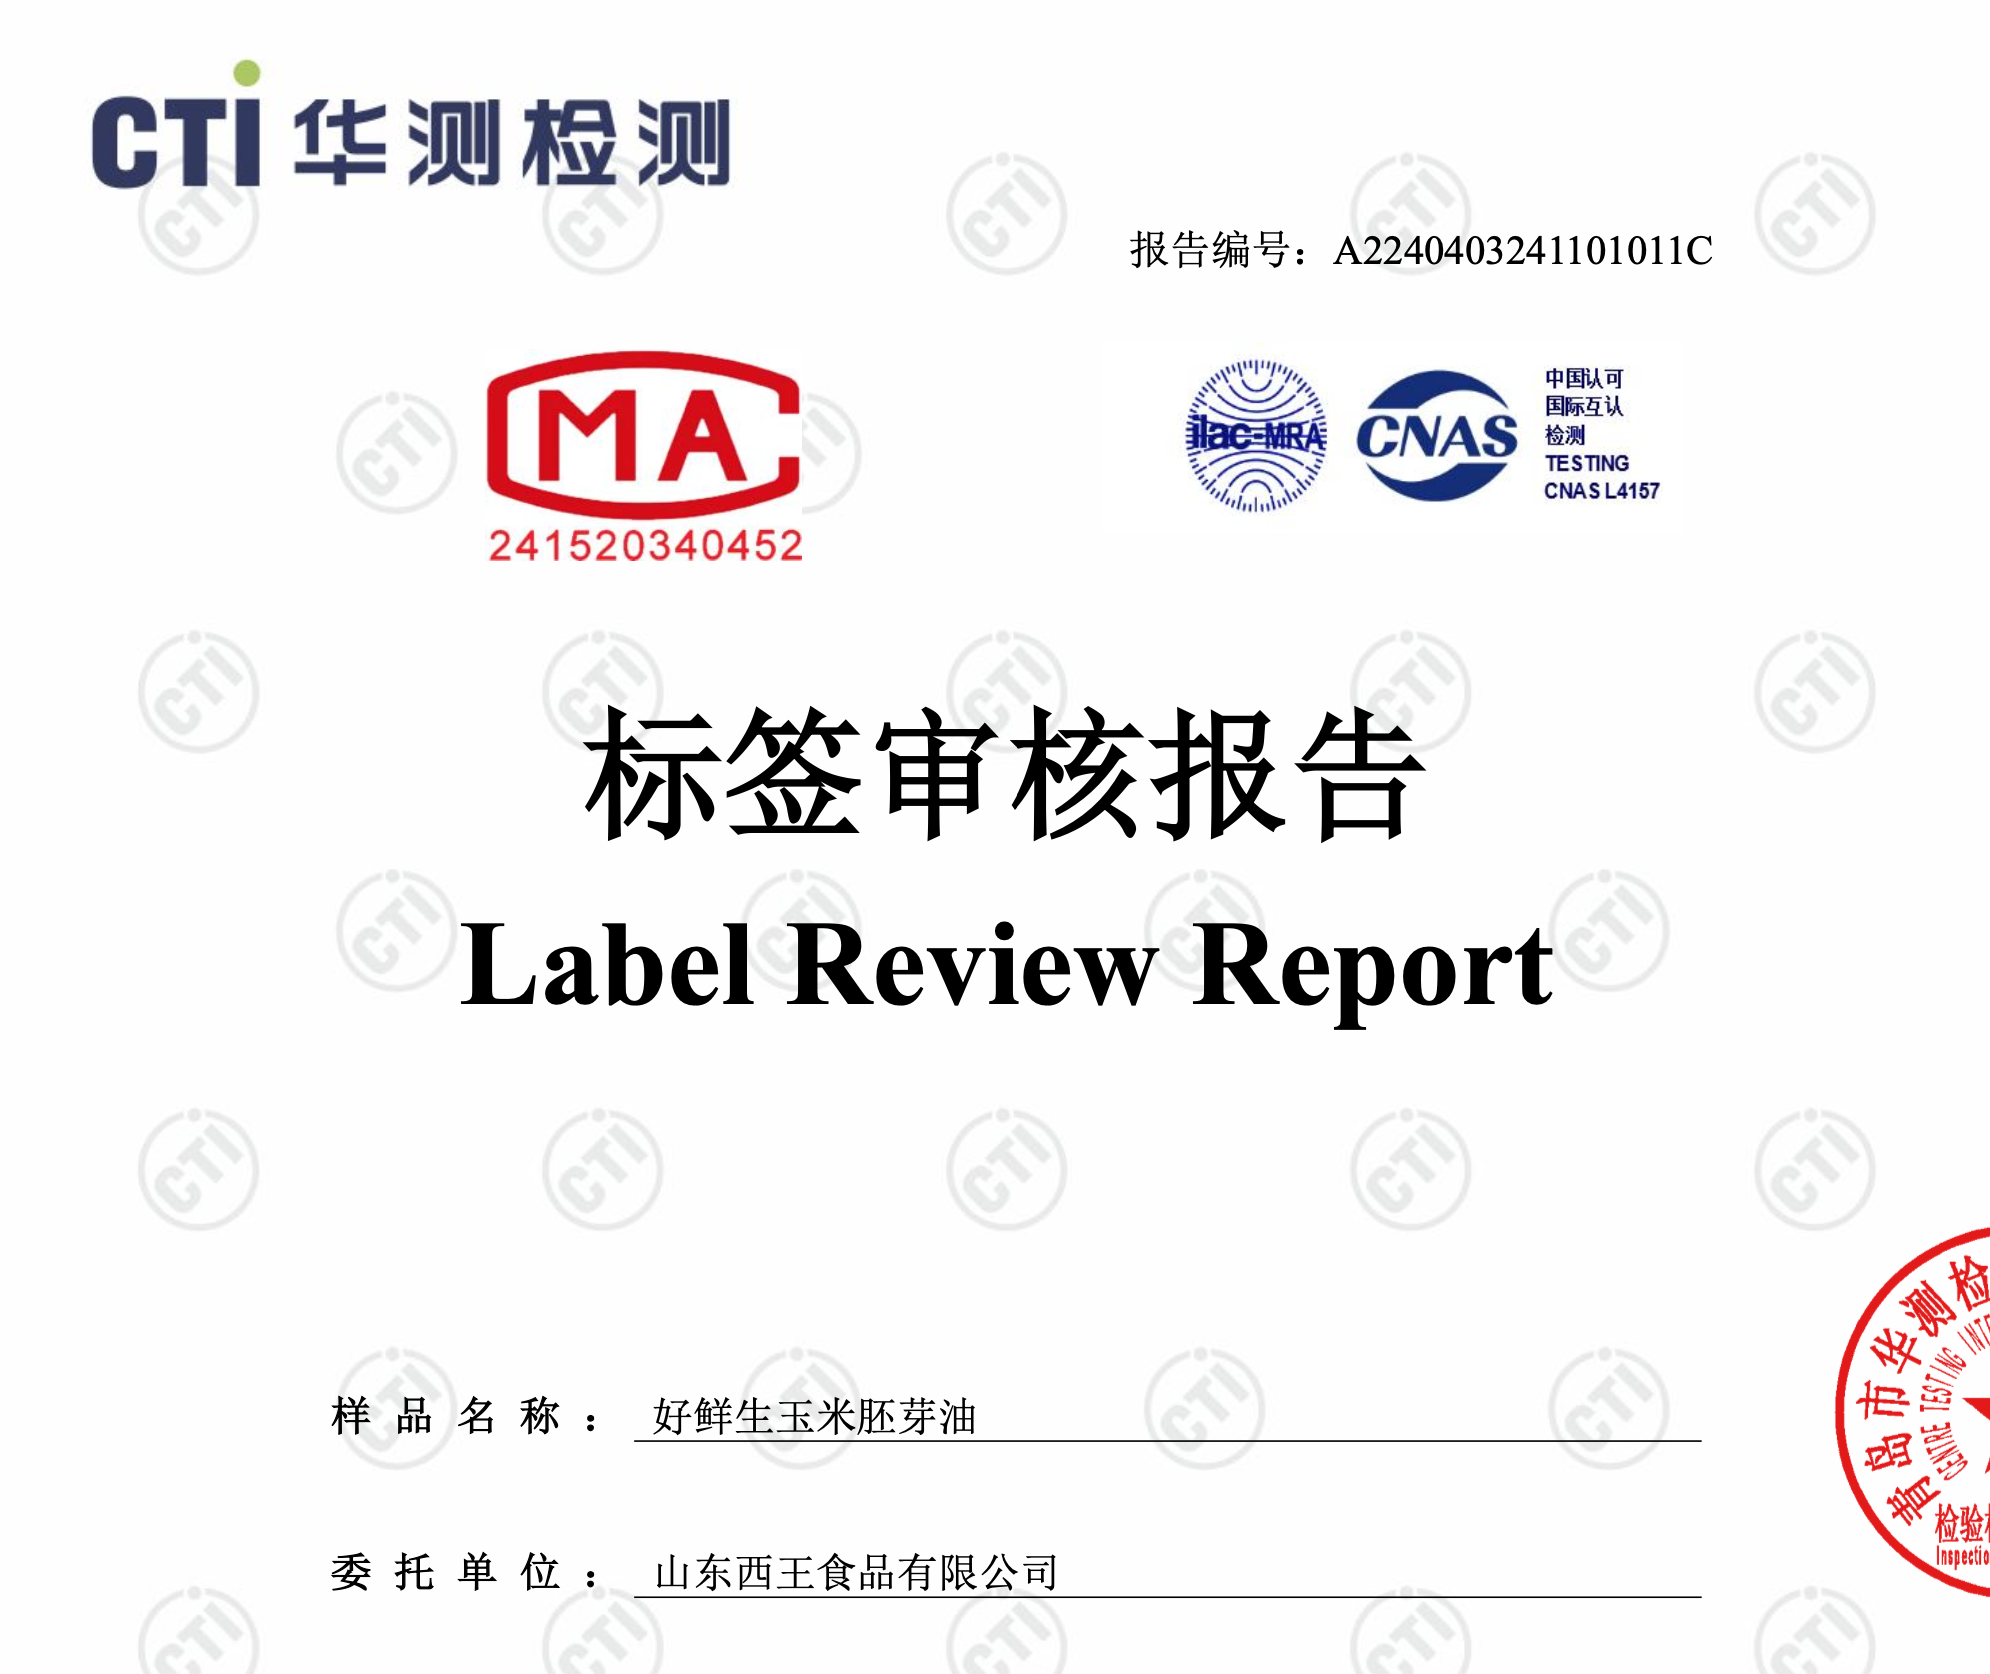 CTI 华测检测
报告编号：A2240403241101011C
MA
241520340452
ilac-MRA
CNAS
中国认可
国际互认
检测
TESTING
CNAS L4157
标签审核报告
Label Review Report
样品名称：好鲜生玉米胚芽油
委托单位：山东西王食品有限公司
青岛市华测检
CENTRE TESTING INTE
检验
Inspectio